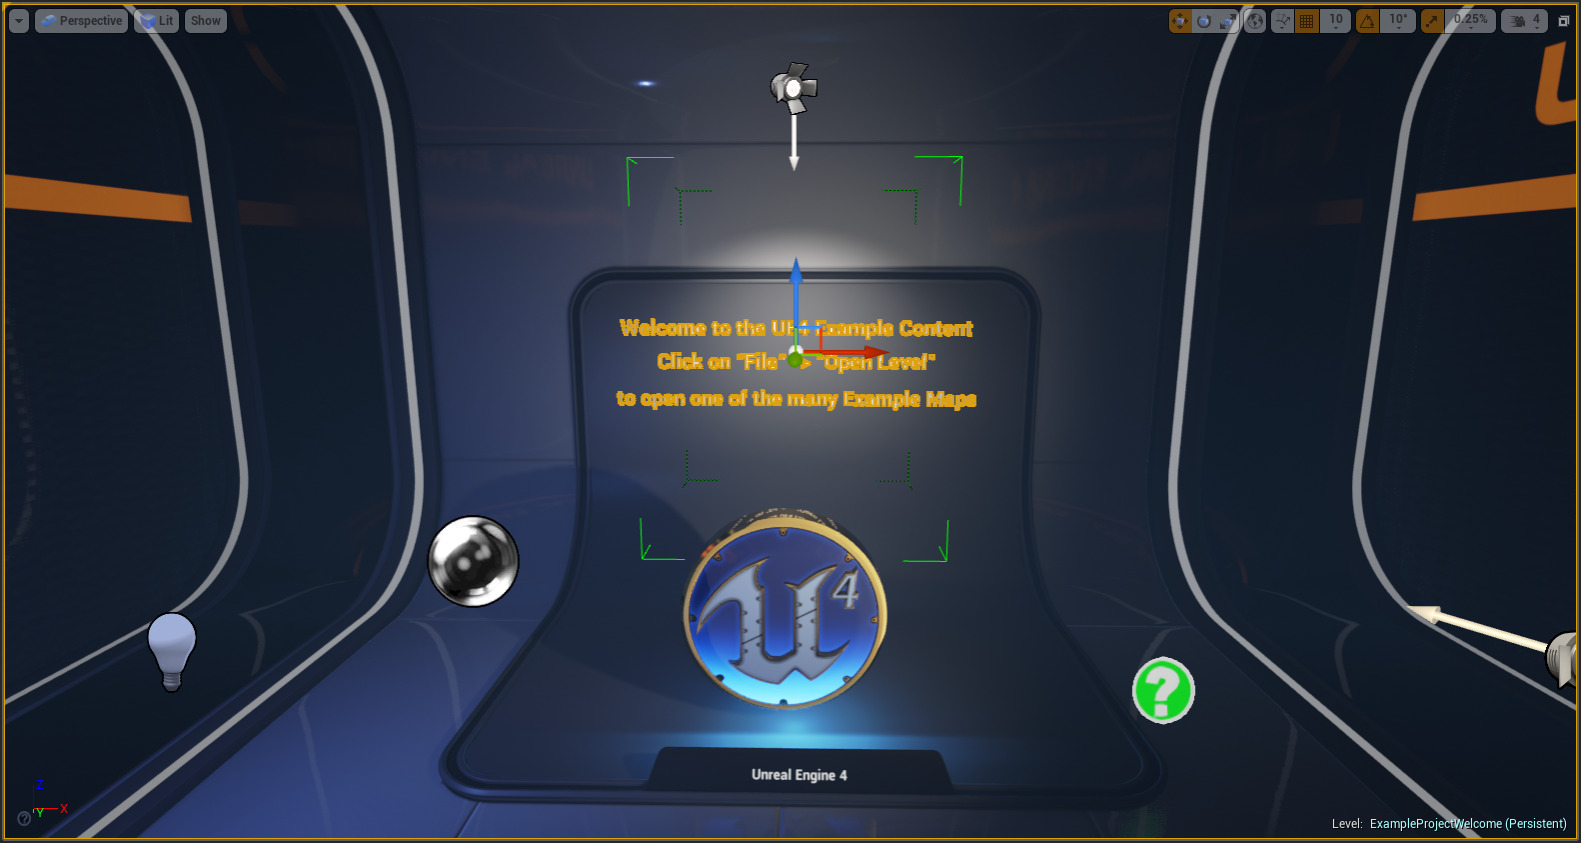 Perspective Lit Show 10 10° 0.25% 4
Welcome to the UE4 Example Content
Click on "File" > "Open Level"
to open one of the many Example Maps
U 4
?
Unreal Engine 4
Z
X
Y
?
Level: ExampleProjectWelcome (Persistent)